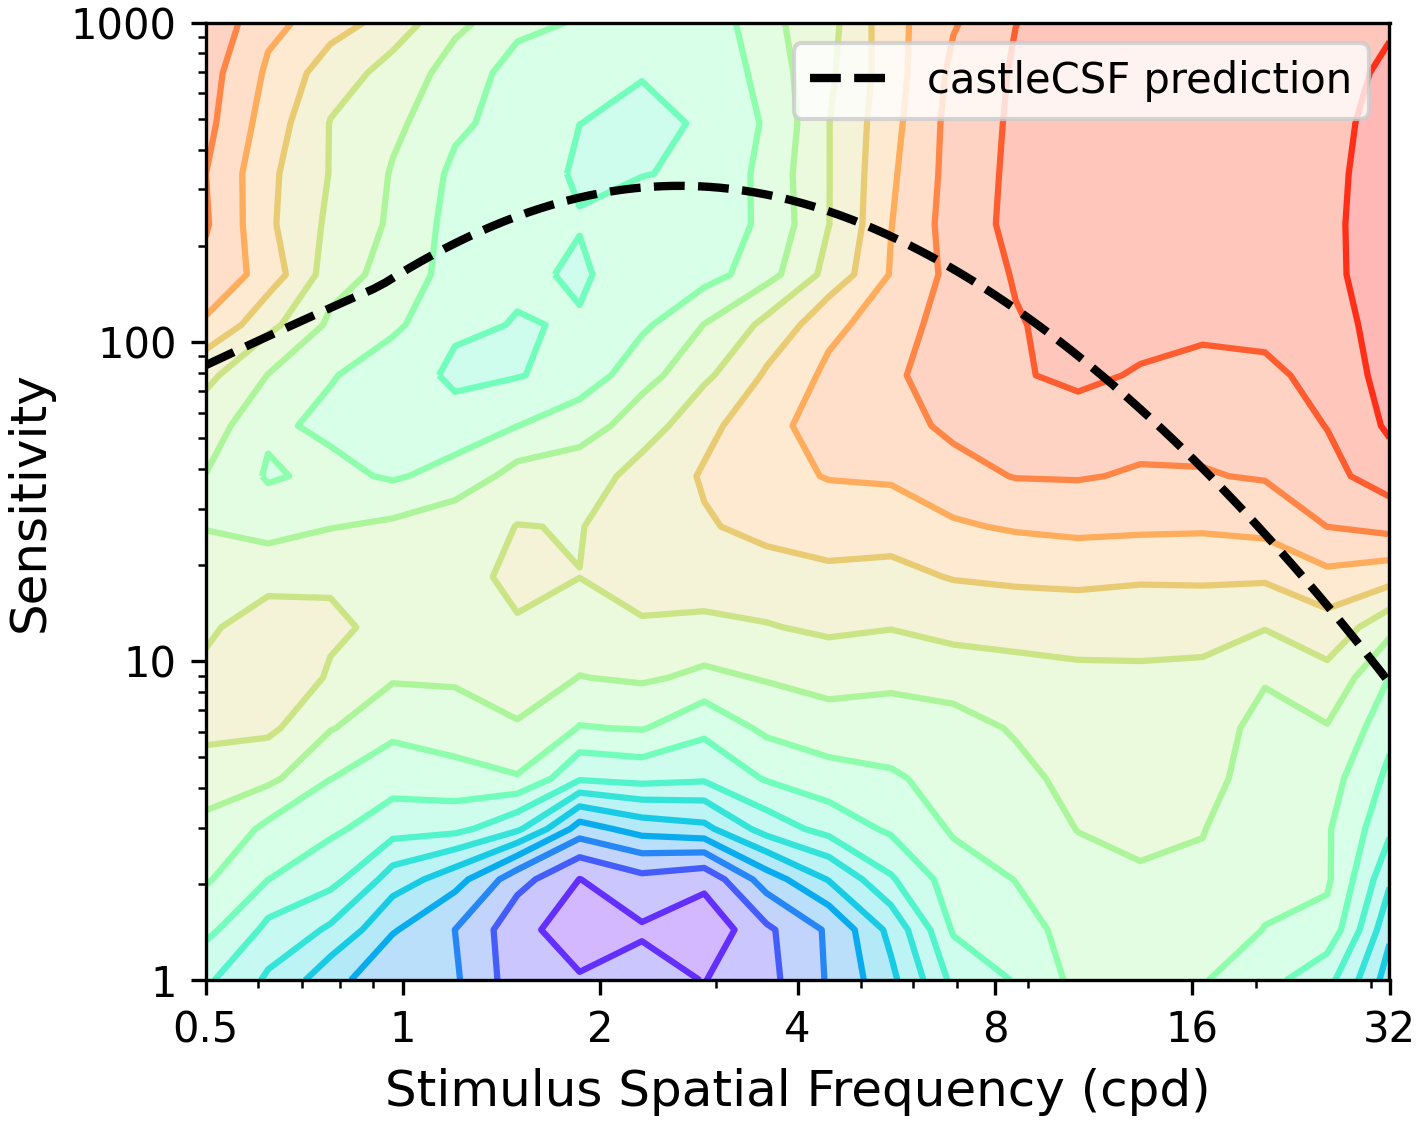 1000
100
10
1
Sensitivity
castleCSF prediction
0.5 1 2 4 8 16 32
Stimulus Spatial Frequency (cpd)